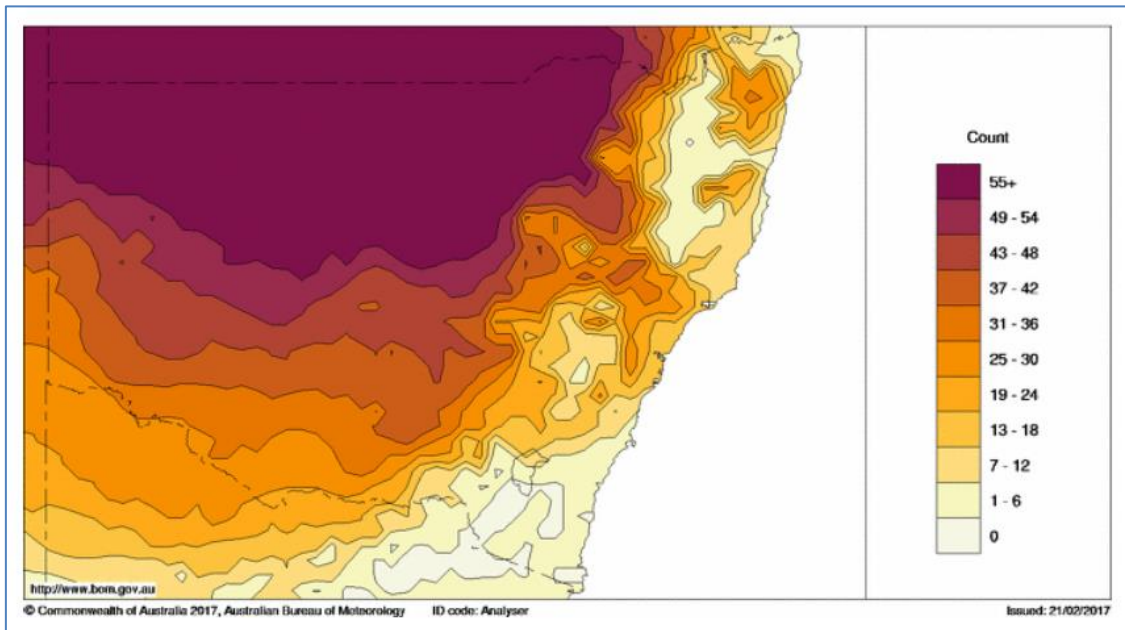 Count
55+
49 - 54
43 - 48
37 - 42
31 - 36
25 - 30
19 - 24
13 - 18
7 - 12
1 - 6
0
http://www.bom.gov.au
© Commonwealth of Australia 2017, Australian Bureau of Meteorology ID code: Analyser Issued: 21/02/2017